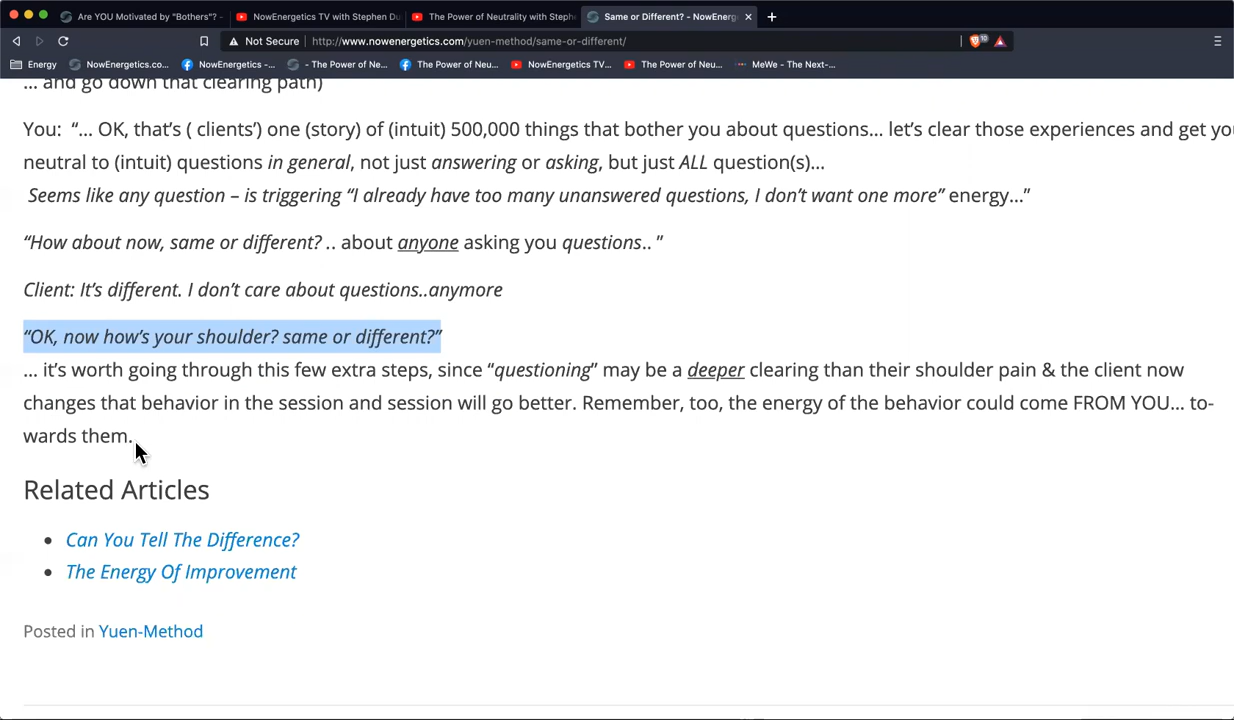 Are YOU Motivated by "Bothers"? -
NowEnergetics TV with Stephen Du
The Power of Neutrality with Steph
Same or Different? - NowEnerg
Not Secure | http://www.nowenergetics.com/yuen-method/same-or-different/
10
Energy
NowEnergetics.co...
NowEnergetics -...
- The Power of Ne...
The Power of Neu...
NowEnergetics TV...
The Power of Neu...
MeWe - The Next-...
... and go down that clearing path)
You: “... OK, that’s ( clients’) one (story) of (intuit) 500,000 things that bother you about questions... let’s clear those experiences and get you
neutral to (intuit) questions in general, not just answering or asking, but just ALL question(s)...
Seems like any question – is triggering “I already have too many unanswered questions, I don’t want one more” energy...”
“How about now, same or different? .. about anyone asking you questions.. ”
Client: It’s different. I don’t care about questions..anymore
“OK, now how’s your shoulder? same or different?”
... it’s worth going through this few extra steps, since “questioning” may be a deeper clearing than their shoulder pain & the client now
changes that behavior in the session and session will go better. Remember, too, the energy of the behavior could come FROM YOU... to-
wards them.
Related Articles
Can You Tell The Difference?
The Energy Of Improvement
Posted in Yuen-Method